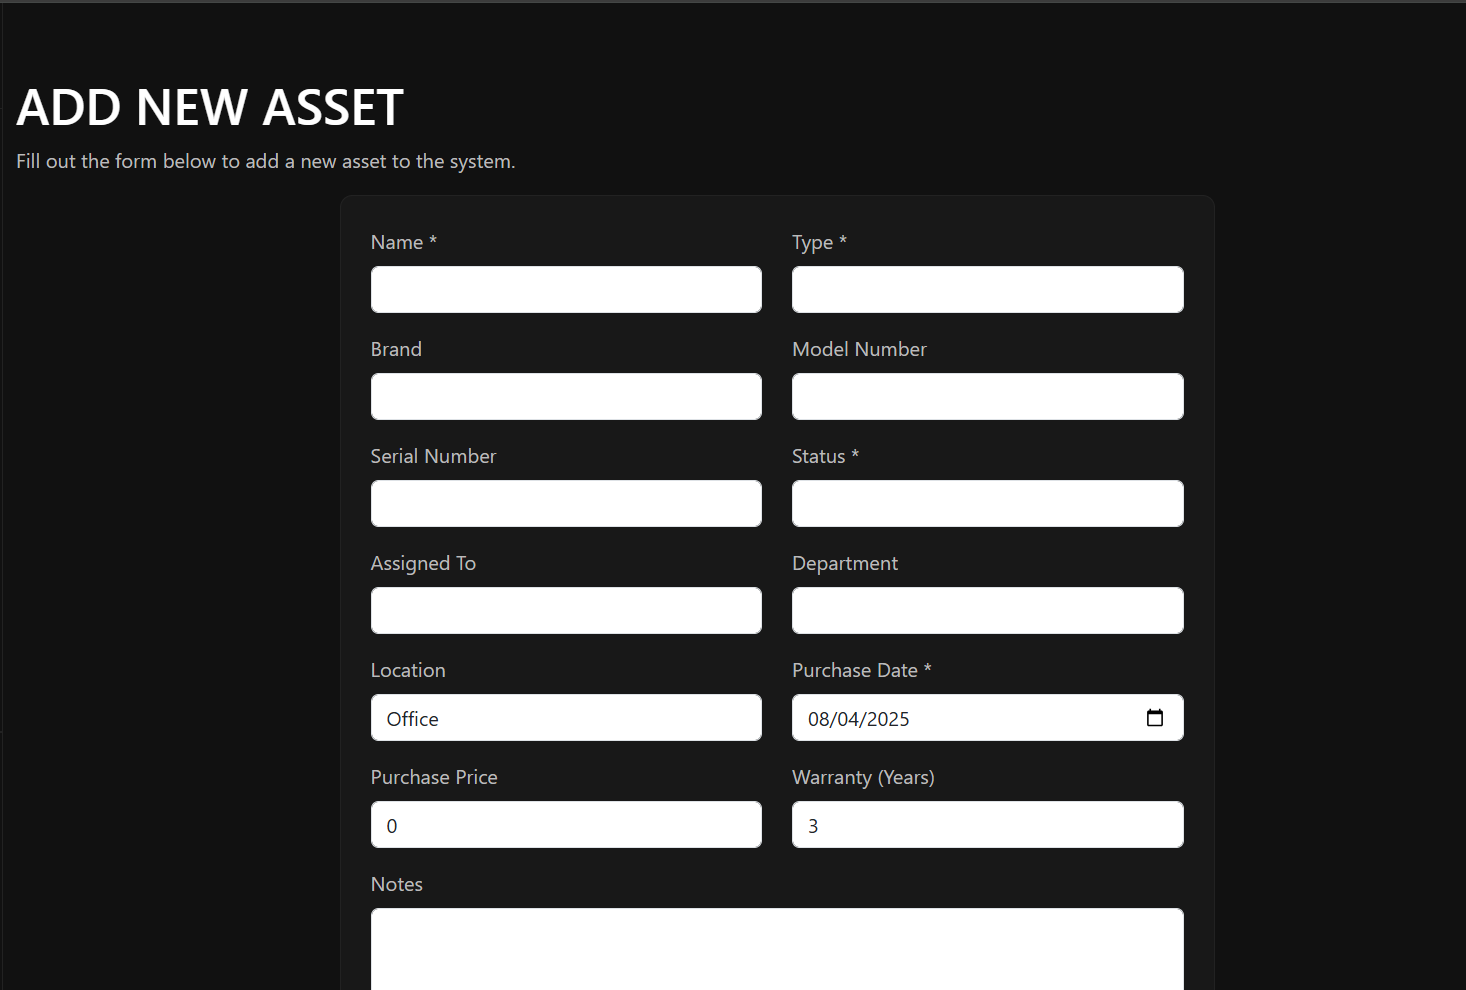 ADD NEW ASSET
Fill out the form below to add a new asset to the system.
Name *
Type *
Brand
Model Number
Serial Number
Status *
Assigned To
Department
Location
Purchase Date *
Office
08/04/2025
Purchase Price
Warranty (Years)
0
3
Notes